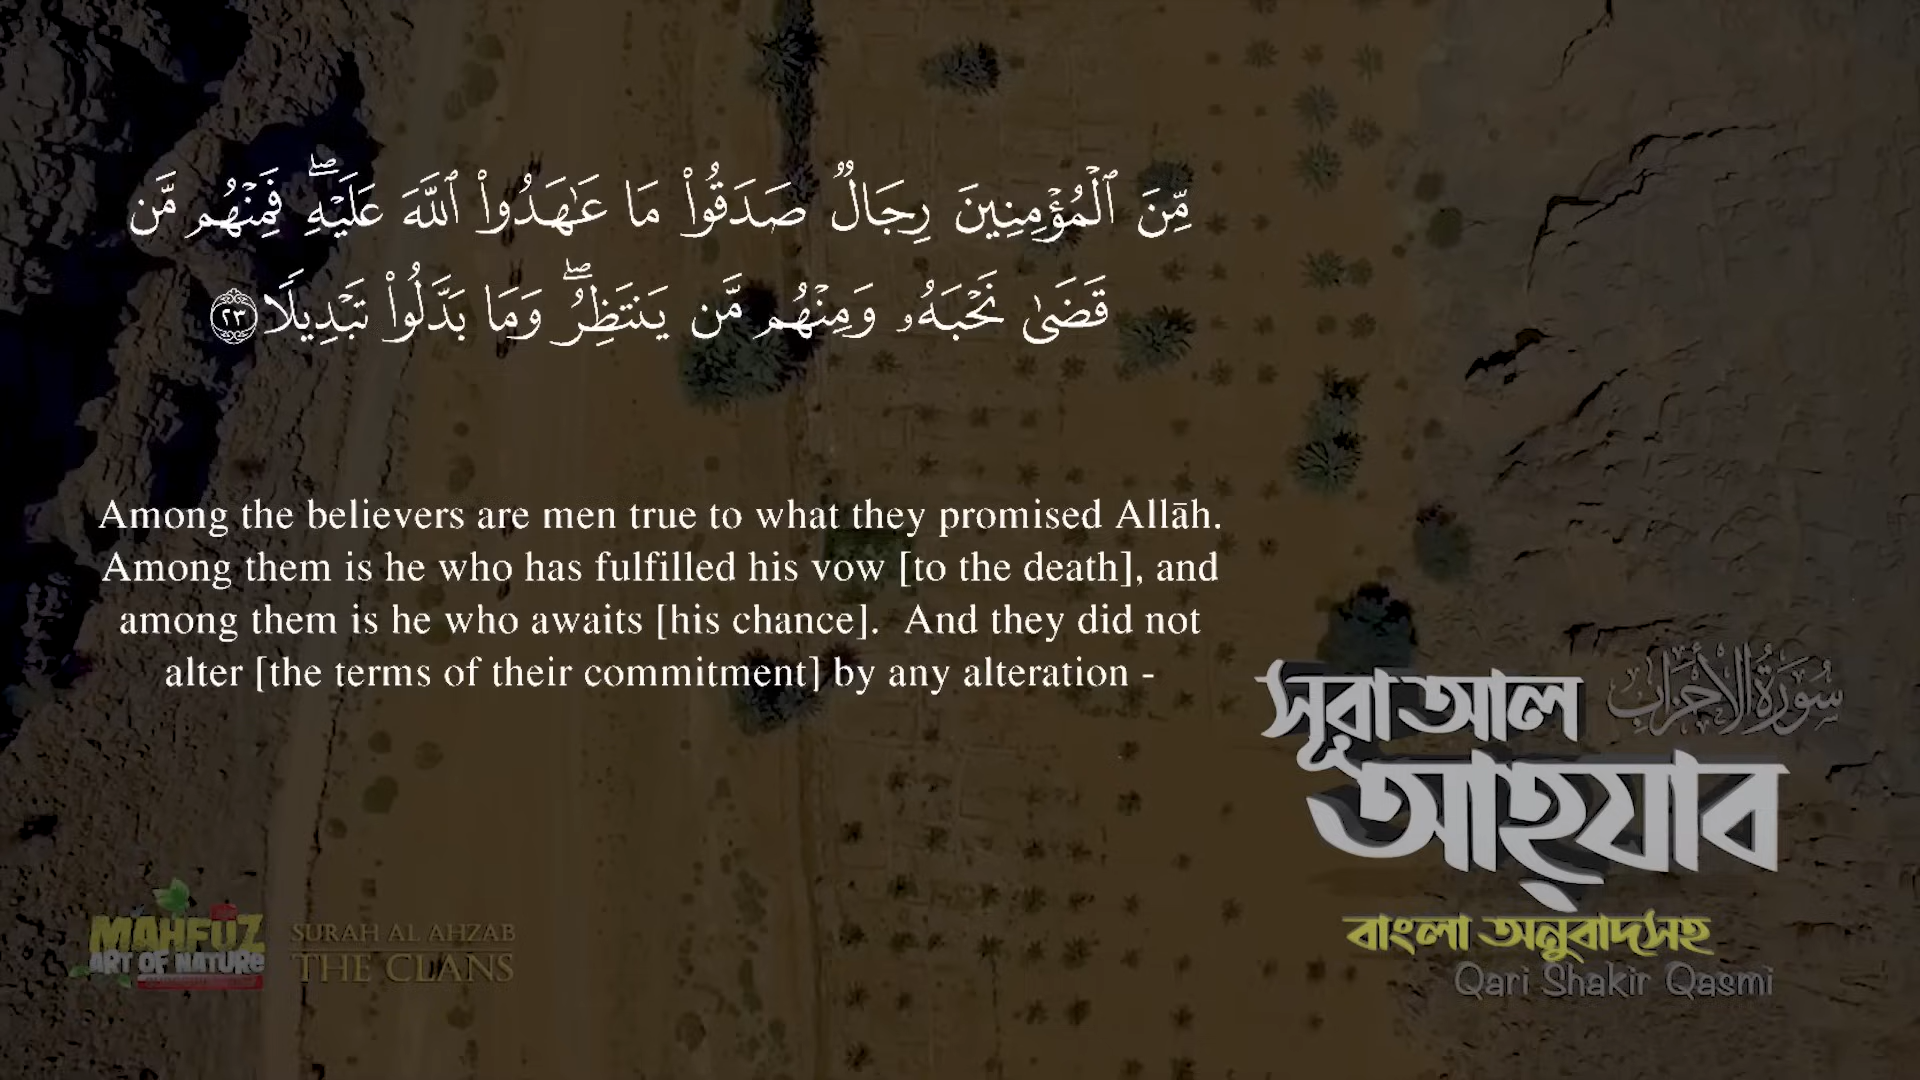 مِّنَ ٱلْمُؤْمِنِينَ رِجَالٌ صَدَقُوا۟ مَا عَٰهَدُوا۟ ٱللَّهَ عَلَيْهِ ۖ فَمِنْهُم مَّن
قَضَىٰ نَحْبَهُۥ وَمِنْهُم مَّن يَنتَظِرُ ۖ وَمَا بَدَّلُوا۟ تَبْدِيلًا ٢٣
Among the believers are men true to what they promised Allāh.
Among them is he who has fulfilled his vow [to the death], and
among them is he who awaits [his chance].  And they did not
alter [the terms of their commitment] by any alteration -
সূরা আল
سورة الأحزاب
আহযাব
বাংলা অনুবাদসহ
Qari Shakir Qasmi
MAHFUZ
ART OF NATURE
SURAH AL AHZAB
THE CLANS